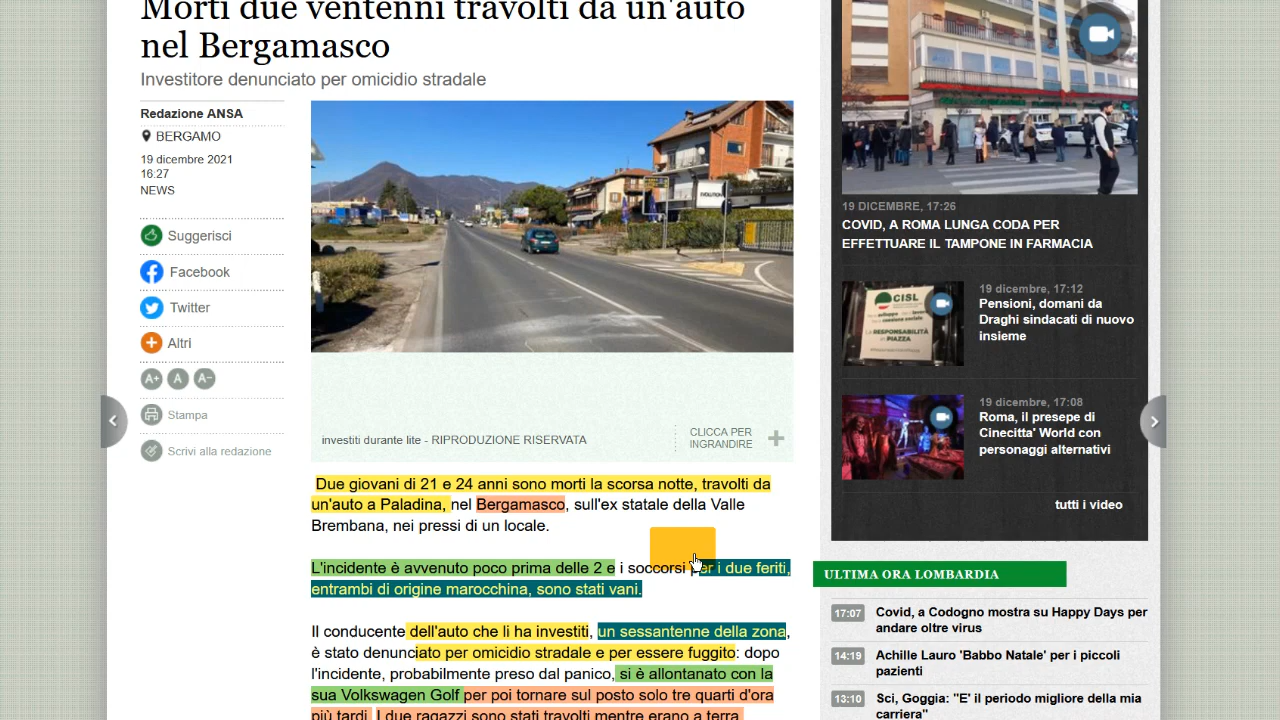 Morti due ventenni travolti da un'auto
nel Bergamasco
Investitore denunciato per omicidio stradale
Redazione ANSA
BERGAMO
19 dicembre 2021
16:27
NEWS
Suggerisci
Facebook
Twitter
Altri
A+ A A-
Stampa
Scrivi alla redazione
EVOLUTION
investiti durante lite - RIPRODUZIONE RISERVATA
CLICCA PER
INGRANDIRE
Due giovani di 21 e 24 anni sono morti la scorsa notte, travolti da
un'auto a Paladina, nel Bergamasco, sull'ex statale della Valle
Brembana, nei pressi di un locale.
L'incidente è avvenuto poco prima delle 2 e i soccorsi per i due feriti,
entrambi di origine marocchina, sono stati vani.
Il conducente dell'auto che li ha investiti, un sessantenne della zona,
è stato denunciato per omicidio stradale e per essere fuggito: dopo
l'incidente, probabilmente preso dal panico, si è allontanato con la
sua Volkswagen Golf per poi tornare sul posto solo tre quarti d'ora
più tardi. I due ragazzi sono stati travolti mentre erano a terra,
19 DICEMBRE, 17:26
COVID, A ROMA LUNGA CODA PER
EFFETTUARE IL TAMPONE IN FARMACIA
CISL
LA RESPONSABILITÀ
IN PIAZZA
19 dicembre, 17:12
Pensioni, domani da
Draghi sindacati di nuovo
insieme
19 dicembre, 17:08
Roma, il presepe di
Cinecitta' World con
personaggi alternativi
tutti i video
ULTIMA ORA LOMBARDIA
17:07 Covid, a Codogno mostra su Happy Days per
andare oltre virus
14:19 Achille Lauro 'Babbo Natale' per i piccoli
pazienti
13:10 Sci, Goggia: "E' il periodo migliore della mia
carriera"